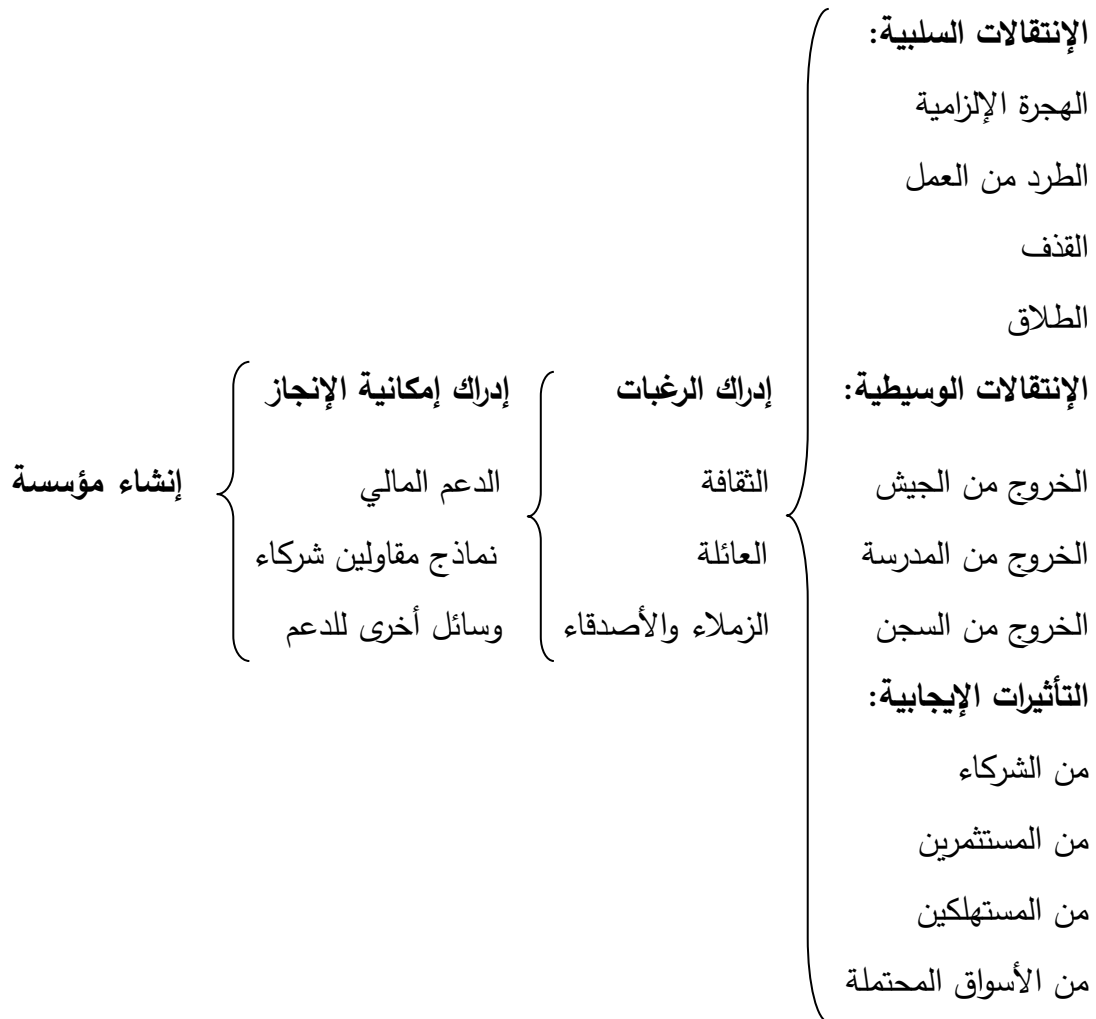 الإنتقالات السلبية:
الهجرة الإلزامية
الطرد من العمل
القذف
الطلاق
الإنتقالات الوسيطية:
الخروج من الجيش
الخروج من المدرسة
الخروج من السجن
التأثيرات الإيجابية:
من الشركاء
من المستثمرين
من المستهلكين
من الأسواق المحتملة
إدراك الرغبات
الثقافة
العائلة
الزملاء والأصدقاء
إدراك إمكانية الإنجاز
الدعم المالي
نماذج مقاولين شركاء
وسائل أخرى للدعم
إنشاء مؤسسة